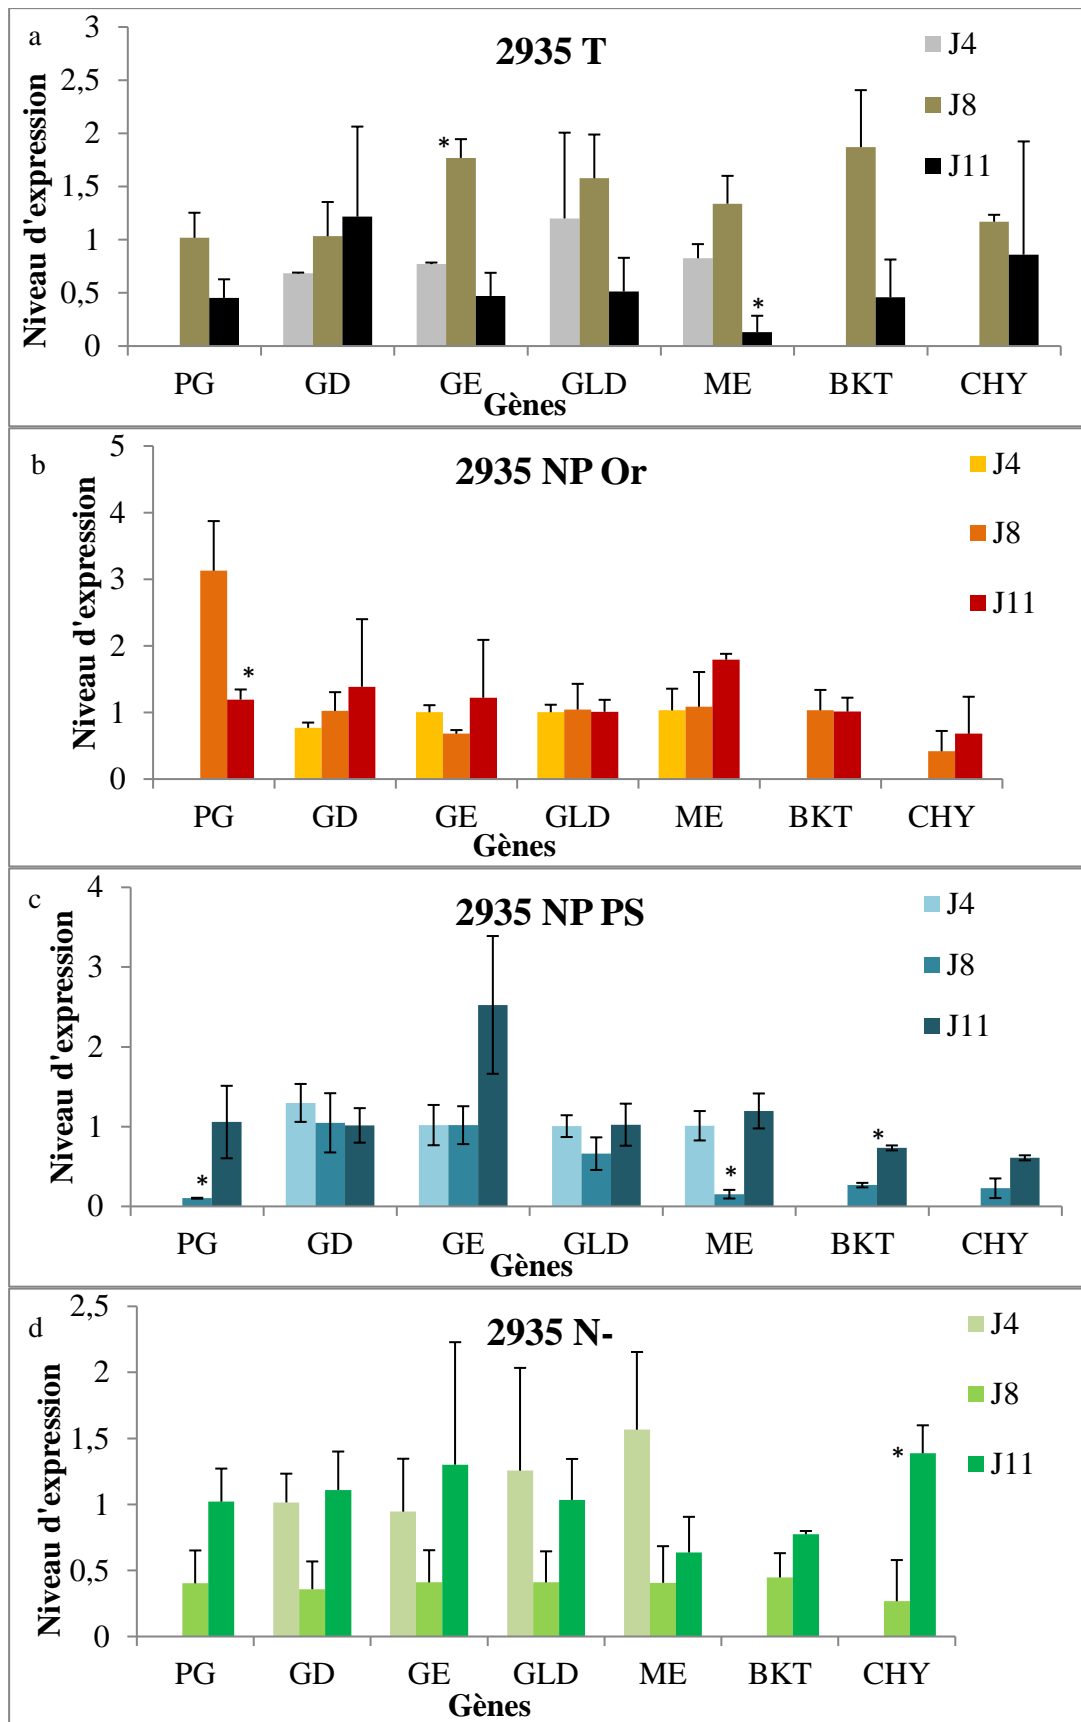 a
2935 T
3
2,5
2
1,5
1
0,5
0
Niveau d'expression
J4
J8
J11
*
*
PG GD GE GLD ME BKT CHY
Gènes
b
2935 NP Or
5
4
3
2
1
0
Niveau d'expression
J4
J8
J11
*
PG GD GE GLD ME BKT CHY
Gènes
c
2935 NP PS
4
3
2
1
0
Niveau d'expression
J4
J8
J11
*
*
*
PG GD GE GLD ME BKT CHY
Gènes
d
2935 N-
2,5
2
1,5
1
0,5
0
Niveau d'expression
J4
J8
J11
*
PG GD GE GLD ME BKT CHY
Gènes